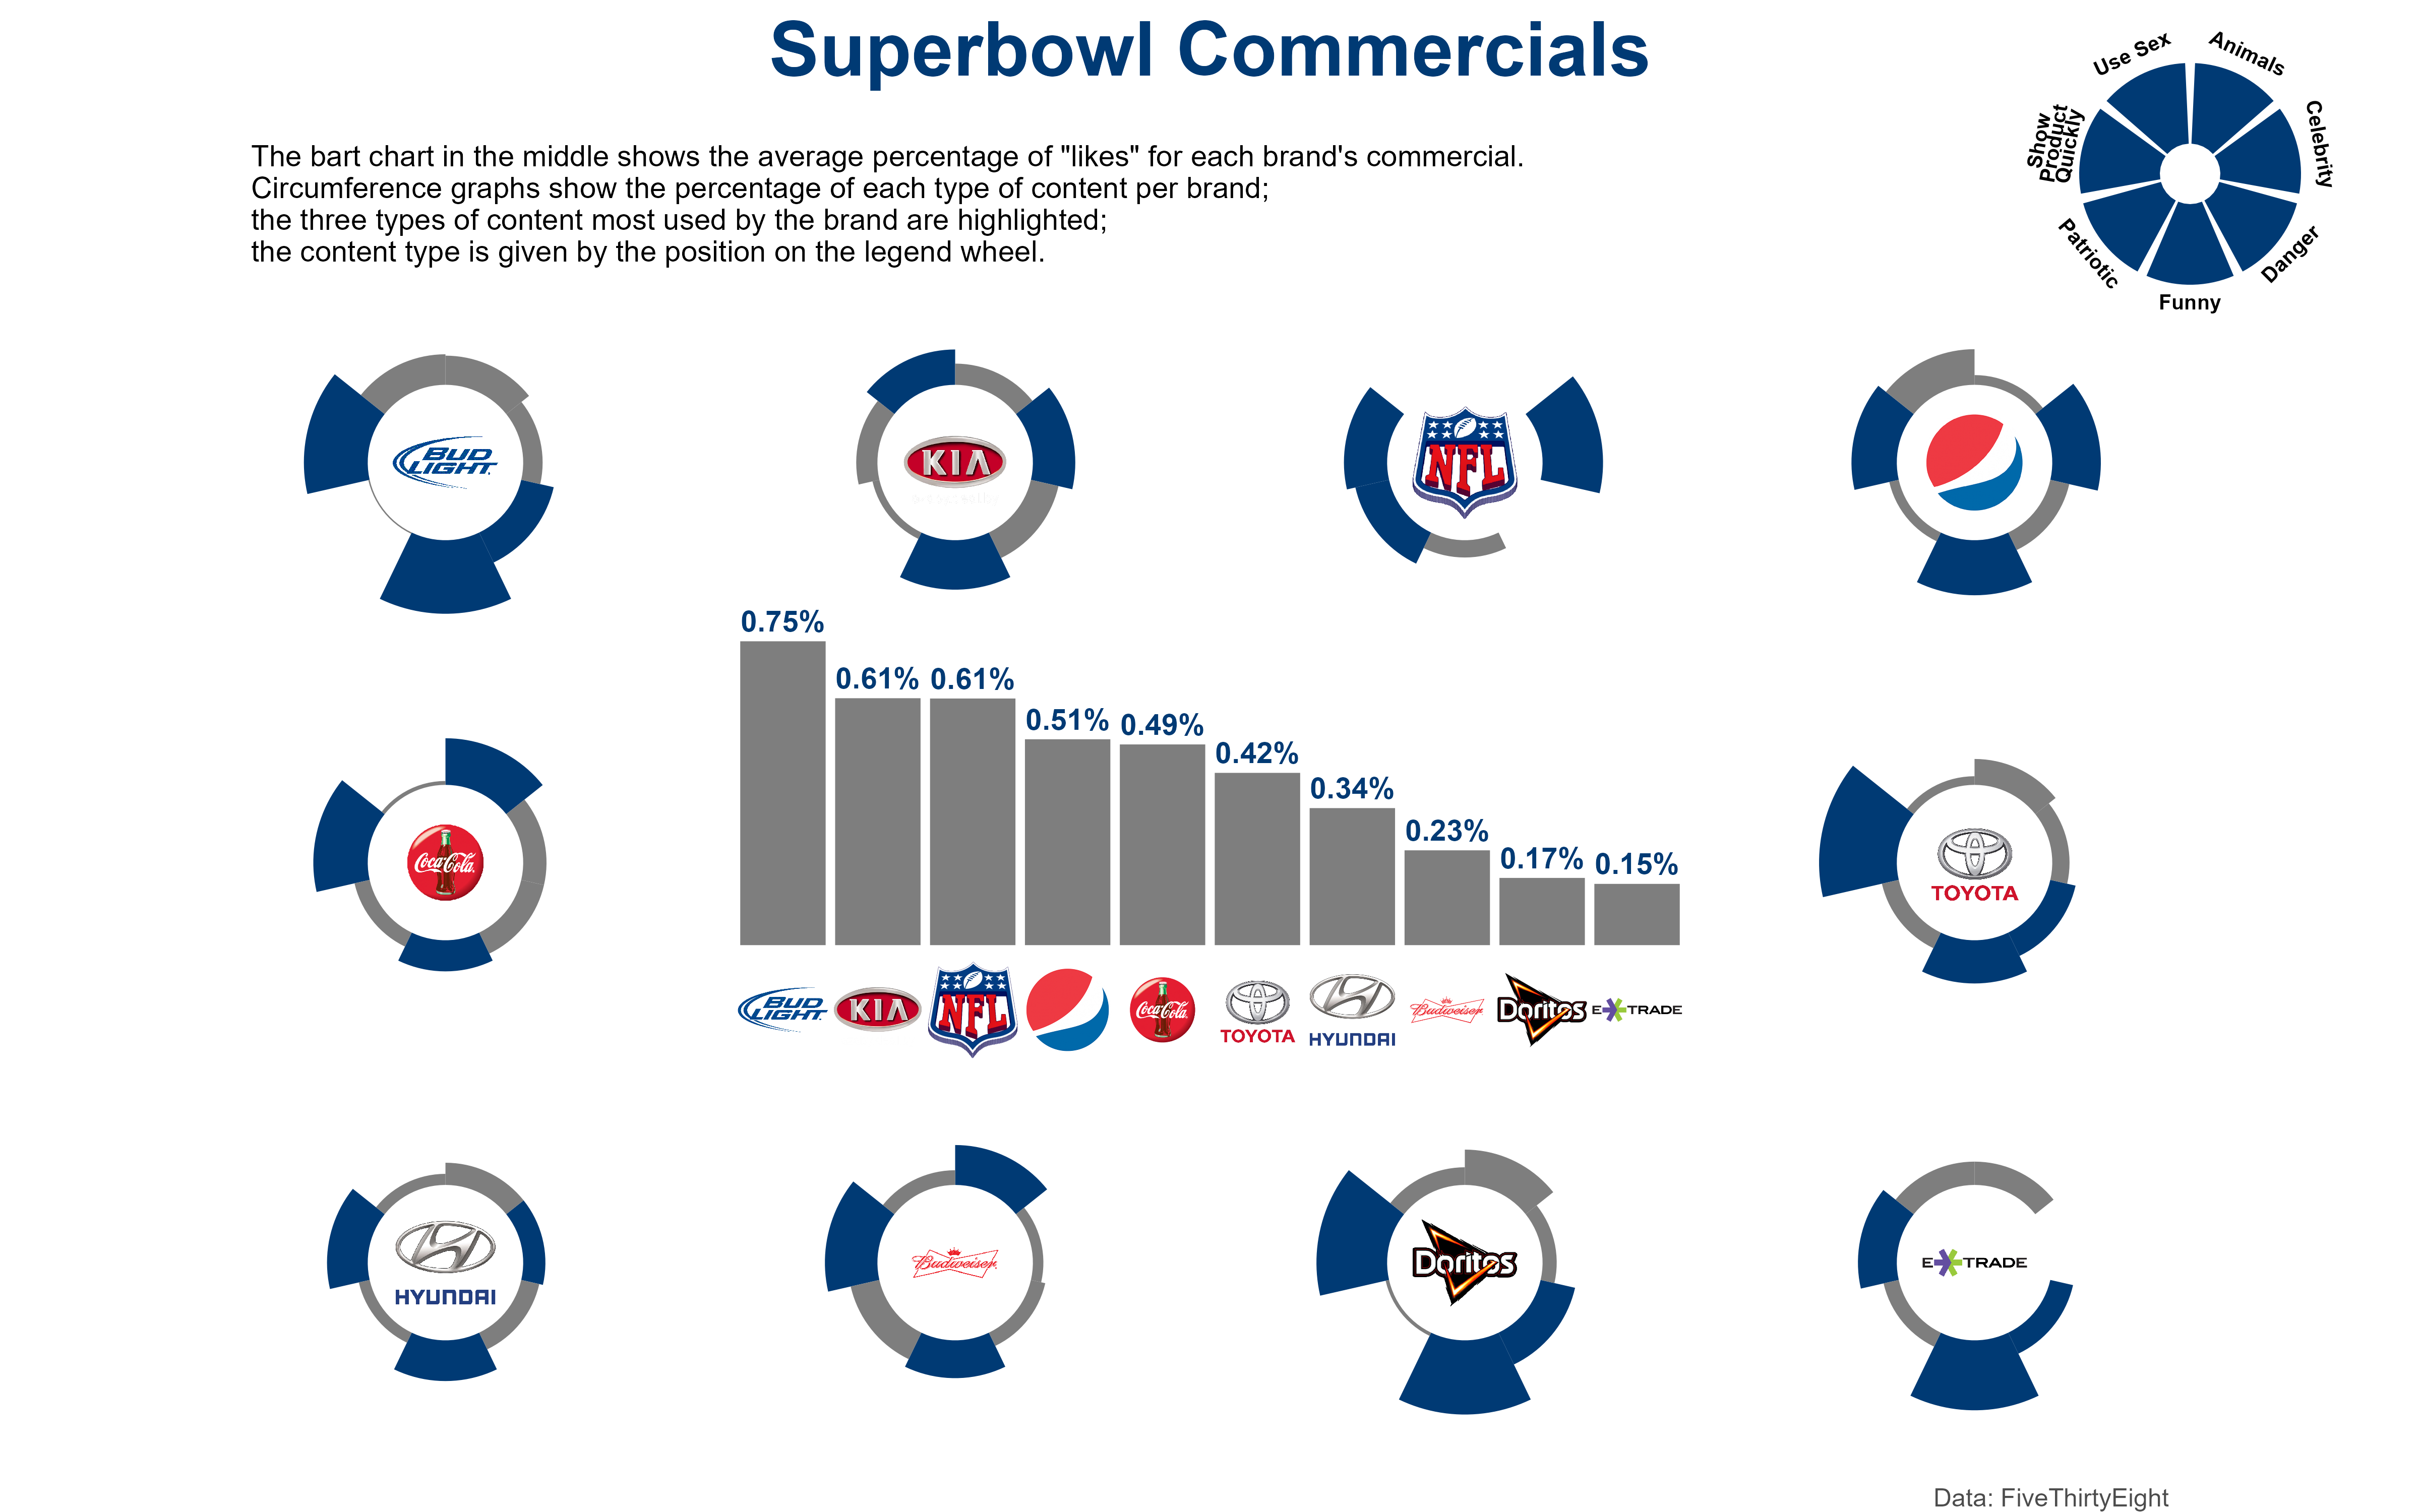 Superbowl Commercials
The bart chart in the middle shows the average percentage of "likes" for each brand's commercial.
Circumference graphs show the percentage of each type of content per brand;
the three types of content most used by the brand are highlighted;
the content type is given by the position on the legend wheel.
Use Sex
Animals
Celebrity
Danger
Funny
Patriotic
Show
Product
Quickly
BUD
LIGHT
KIA
NFL
0.75%
0.61%
0.61%
0.51%
0.49%
0.42%
0.34%
0.23%
0.17%
0.15%
Coca-Cola
TOYOTA
BUD
LIGHT
KIA
NFL
Coca-Cola
TOYOTA
HYUNDAI
Budweiser
Doritos
E*TRADE
HYUNDAI
Budweiser
Doritos
E*TRADE
Data: FiveThirtyEight